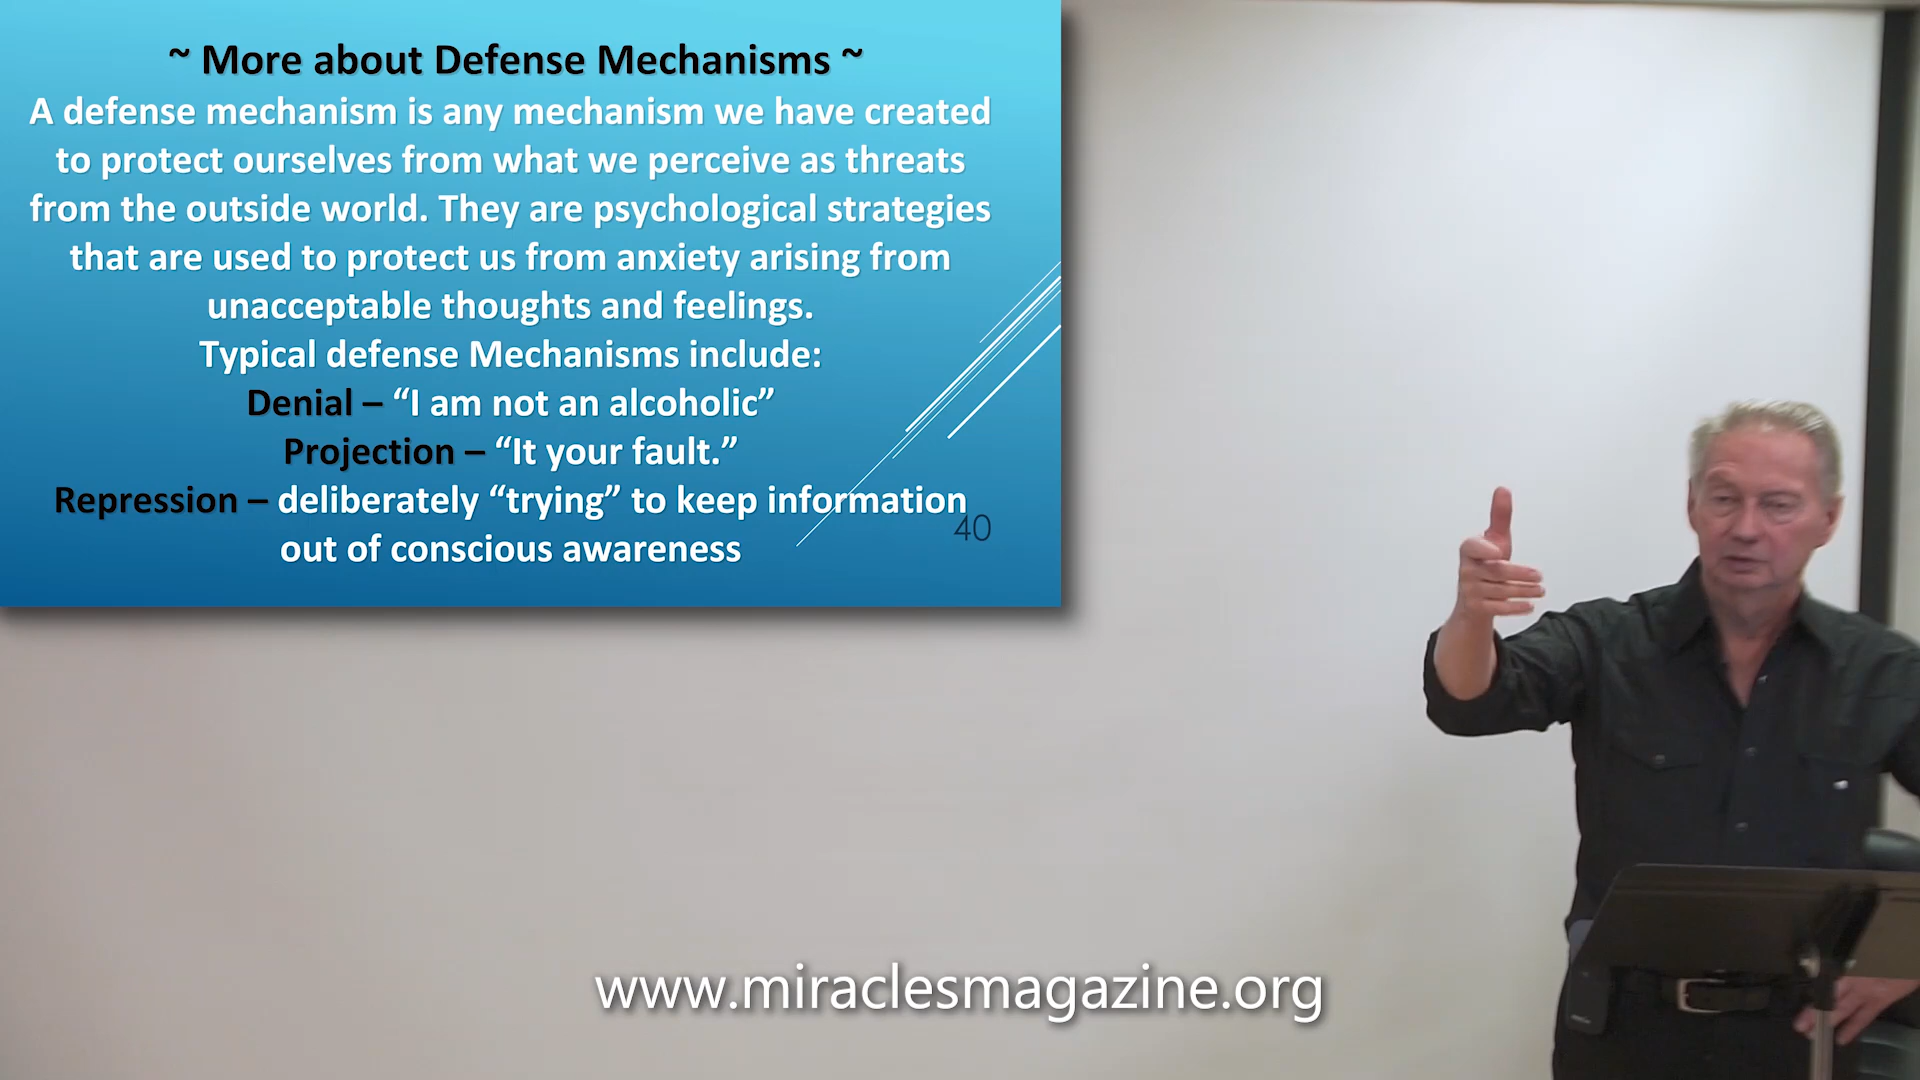 ~ More about Defense Mechanisms ~
A defense mechanism is any mechanism we have created
to protect ourselves from what we perceive as threats
from the outside world. They are psychological strategies
that are used to protect us from anxiety arising from
unacceptable thoughts and feelings.
Typical defense Mechanisms include:
Denial – “I am not an alcoholic”
Projection – “It your fault.”
Repression – deliberately “trying” to keep information
out of conscious awareness
40
www.miraclesmagazine.org